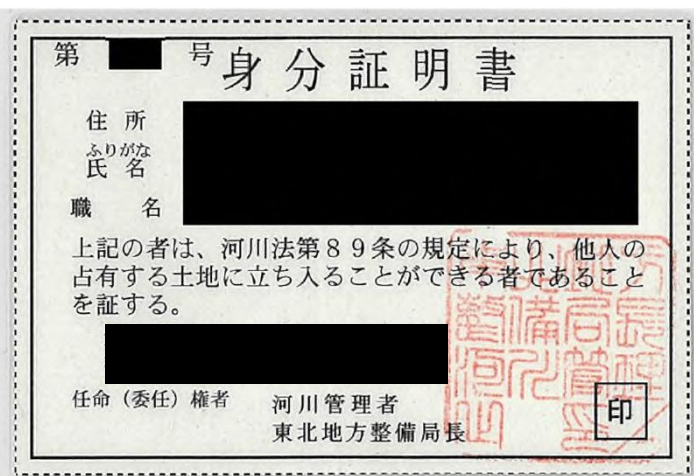 第 号 身分証明書
住所
ふりがな
氏名
職名
上記の者は、河川法第89条の規定により、他人の
占有する土地に立ち入ることができる者であること
を証する。
任命（委任）権者 河川管理者
東北地方整備局長 印